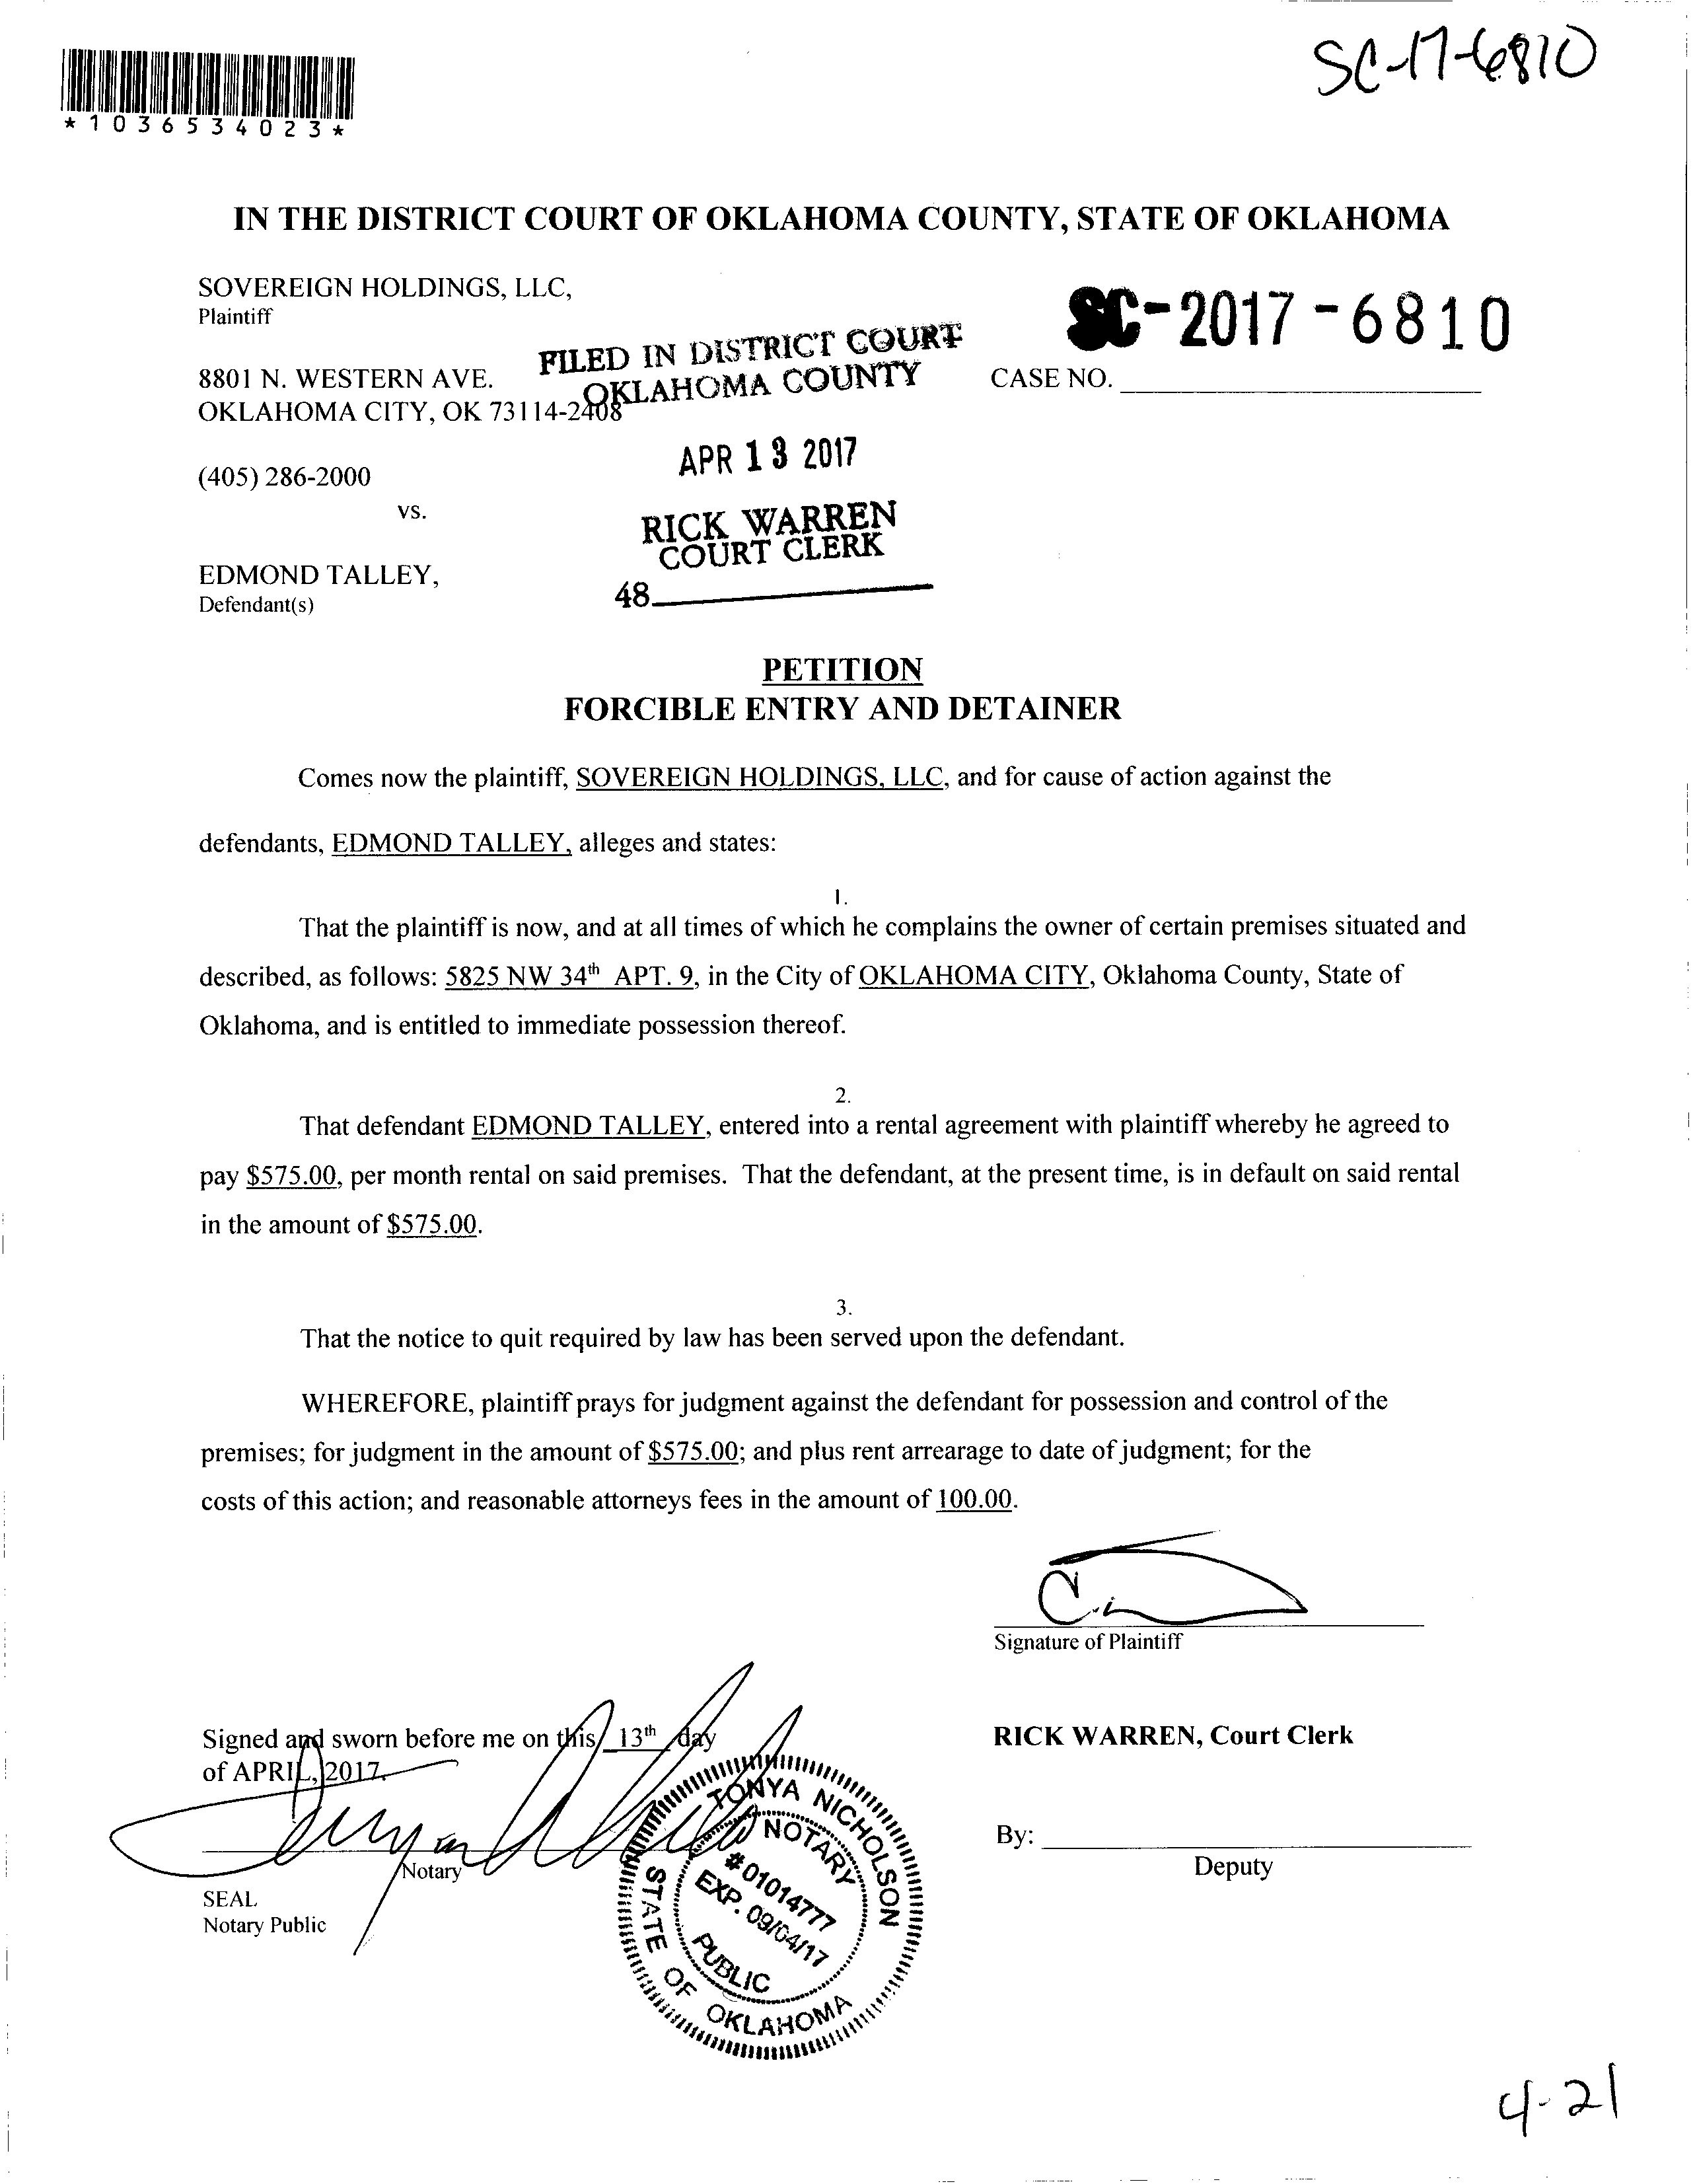 SC-17-6810
*1036534023*
IN THE DISTRICT COURT OF OKLAHOMA COUNTY, STATE OF OKLAHOMA
SOVEREIGN HOLDINGS, LLC,
Plaintiff
SC-2017-6810
FILED IN DISTRICT COURT
OKLAHOMA COUNTY
8801 N. WESTERN AVE.
CASE NO.
OKLAHOMA CITY, OK 73114-2408
APR 13 2017
(405) 286-2000
vs.
RICK WARREN
COURT CLERK
48
EDMOND TALLEY,
Defendant(s)
PETITION
FORCIBLE ENTRY AND DETAINER
Comes now the plaintiff, SOVEREIGN HOLDINGS, LLC, and for cause of action against the
defendants, EDMOND TALLEY, alleges and states:
1.
That the plaintiff is now, and at all times of which he complains the owner of certain premises situated and
described, as follows: 5825 NW 34th APT. 9, in the City of OKLAHOMA CITY, Oklahoma County, State of
Oklahoma, and is entitled to immediate possession thereof.
2.
That defendant EDMOND TALLEY, entered into a rental agreement with plaintiff whereby he agreed to
pay $575.00, per month rental on said premises. That the defendant, at the present time, is in default on said rental
in the amount of $575.00.
3.
That the notice to quit required by law has been served upon the defendant.
WHEREFORE, plaintiff prays for judgment against the defendant for possession and control of the
premises; for judgment in the amount of $575.00; and plus rent arrearage to date of judgment; for the
costs of this action; and reasonable attorneys fees in the amount of 100.00.
Signature of Plaintiff
Signed and sworn before me on this 13th day
of APRIL, 2017.
RICK WARREN, Court Clerk
Notary
SEAL
Notary Public
TONYA NICHOLSON
NOTARY
#01014777
EXP. 09/04/17
PUBLIC
STATE OF OKLAHOMA
By:
Deputy
4-21